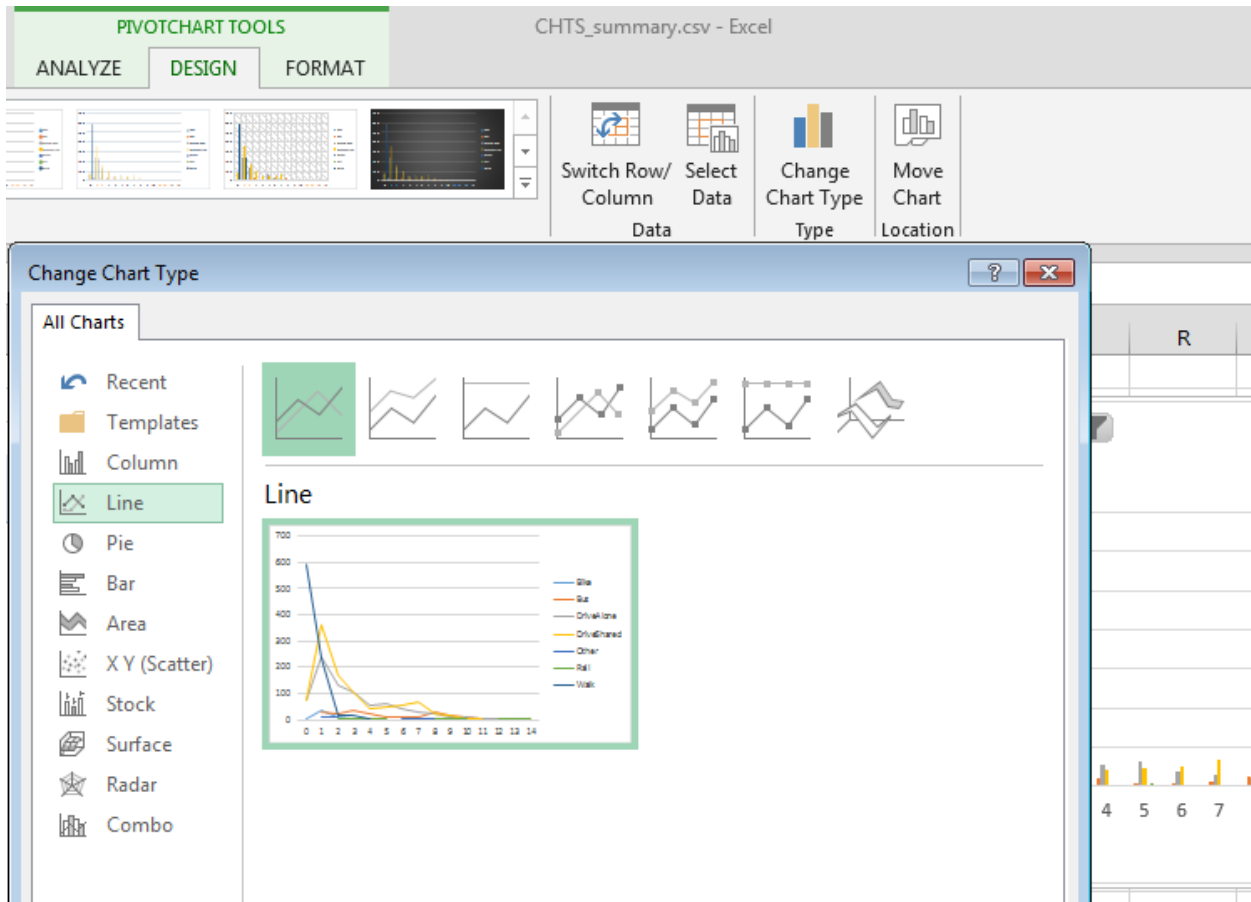 PIVOTCHART TOOLS
CHTS_summary.csv - Excel
ANALYZE DESIGN FORMAT
Switch Row/ Column
Select Data
Change Chart Type
Move Chart
Data Type Location
Change Chart Type
?
All Charts
R
Recent
Templates
Column
Line
Pie
Bar
Area
X Y (Scatter)
Stock
Surface
Radar
Combo
Line
700
600
500
400
300
200
100
0
0 1 2 3 4 5 6 7 8 9 10 11 12 13 14
Bike
Bus
DriveAlone
DriveShared
Other
Rail
Walk
4 5 6 7